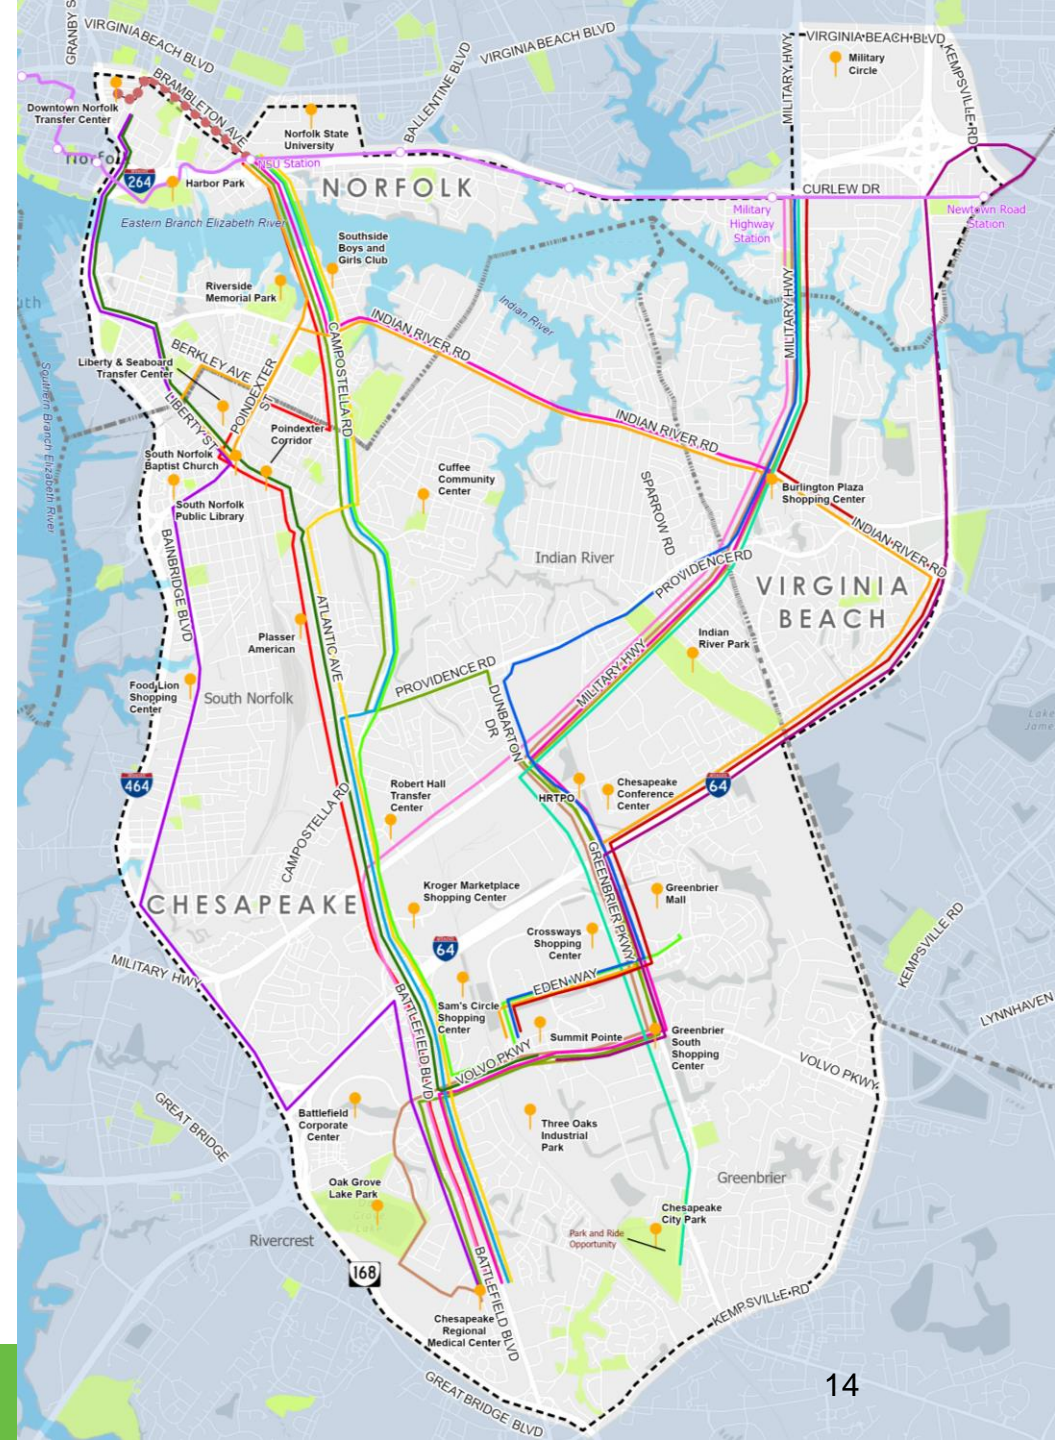 GRANBY S
VIRGINIA BEACH BLVD
VIRGINIA BEACH BLVD
VIRGINIA BEACH BLVD
BALLENTINE BLVD
MILITARY HWY
KEMPSVILLE RD
Military
Circle
BRAMBLETON AVE
Downtown Norfolk
Transfer Center
Norfolk State
University
NSU Station
264
Harbor Park
NORFOLK
CURLEW DR
Military
Highway
Station
Newtown Road
Station
Eastern Branch Elizabeth River
Southside
Boys and
Girls Club
Riverside
Memorial Park
Indian River
MILITARY HWY
INDIAN RIVER RD
CAMPOSTELLA RD
BERKLEY AVE
Liberty & Seaboard
Transfer Center
POINDEXTER
ST
LIBERTY ST
Southern Branch Elizabeth River
INDIAN RIVER RD
Poindexter
Corridor
South Norfolk
Baptist Church
Cuffee
Community
Center
SPARROW RD
Burlington Plaza
Shopping Center
South Norfolk
Public Library
INDIAN RIVER RD
BAINBRIDGE BLVD
Indian River
PROVIDENCE RD
VIRGINIA
BEACH
ATLANTIC AVE
Plasser
American
Indian
River Park
PROVIDENCE RD
MILITARY HWY
Food Lion
Shopping
Center
South Norfolk
DUNBARTON
DR
464
Robert Hall
Transfer
Center
HRTPO
Chesapeake
Conference
Center
64
CAMPOSTELLA RD
GREENBRIER PKWY
CHESAPEAKE
Kroger Marketplace
Shopping Center
Greenbrier
Mall
64
Crossways
Shopping
Center
KEMPSVILLE RD
MILITARY HWY
EDEN WAY
BATTLEFIELD BLVD
Sam's Circle
Shopping
Center
Summit Pointe
Greenbrier
South
Shopping
Center
LYNNHAVEN
VOLVO PKWY
VOLVO PKWY
GREAT BRIDGE
Battlefield
Corporate
Center
Three Oaks
Industrial
Park
Oak Grove
Lake Park
Greenbrier
Chesapeake
City Park
Park and Ride
Opportunity
Rivercrest
168
BATTLEFIELD BLVD
Chesapeake
Regional
Medical Center
KEMPSVILLE RD
GREAT BRIDGE BLVD
14